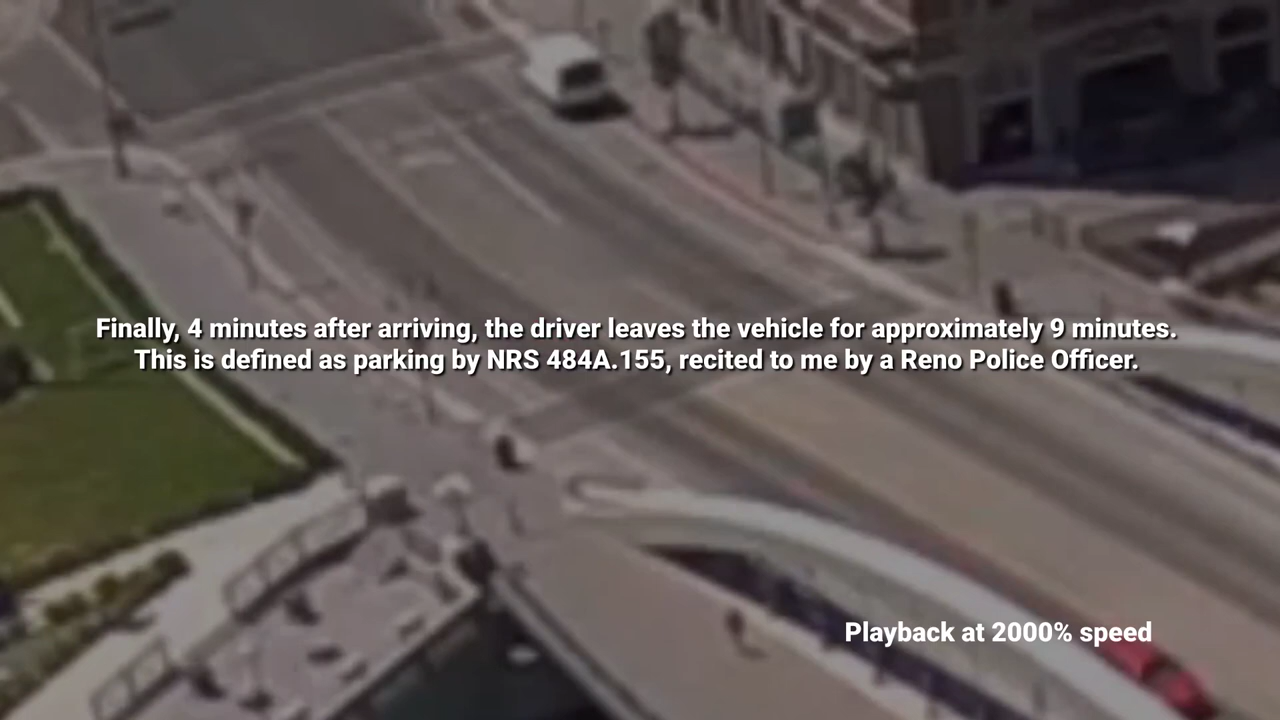 Finally, 4 minutes after arriving, the driver leaves the vehicle for approximately 9 minutes.
This is defined as parking by NRS 484A.155, recited to me by a Reno Police Officer.
Playback at 2000% speed